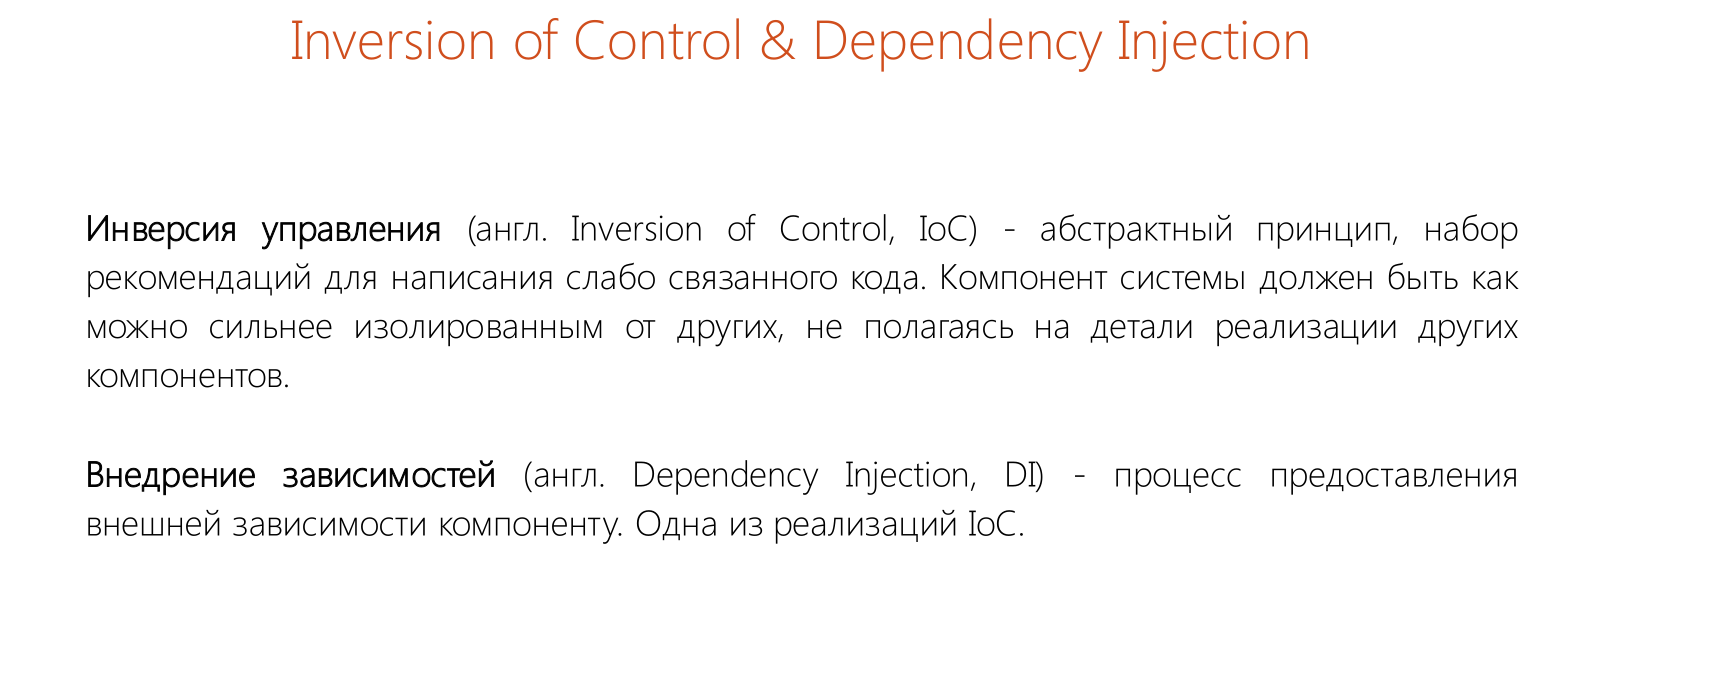 Inversion of Control & Dependency Injection
Инверсия управления (англ. Inversion of Control, IoC) - абстрактный принцип, набор
рекомендаций для написания слабо связанного кода. Компонент системы должен быть как
можно сильнее изолированным от других, не полагаясь на детали реализации других
компонентов.
Внедрение зависимостей (англ. Dependency Injection, DI) - процесс предоставления
внешней зависимости компоненту. Одна из реализаций IoC.